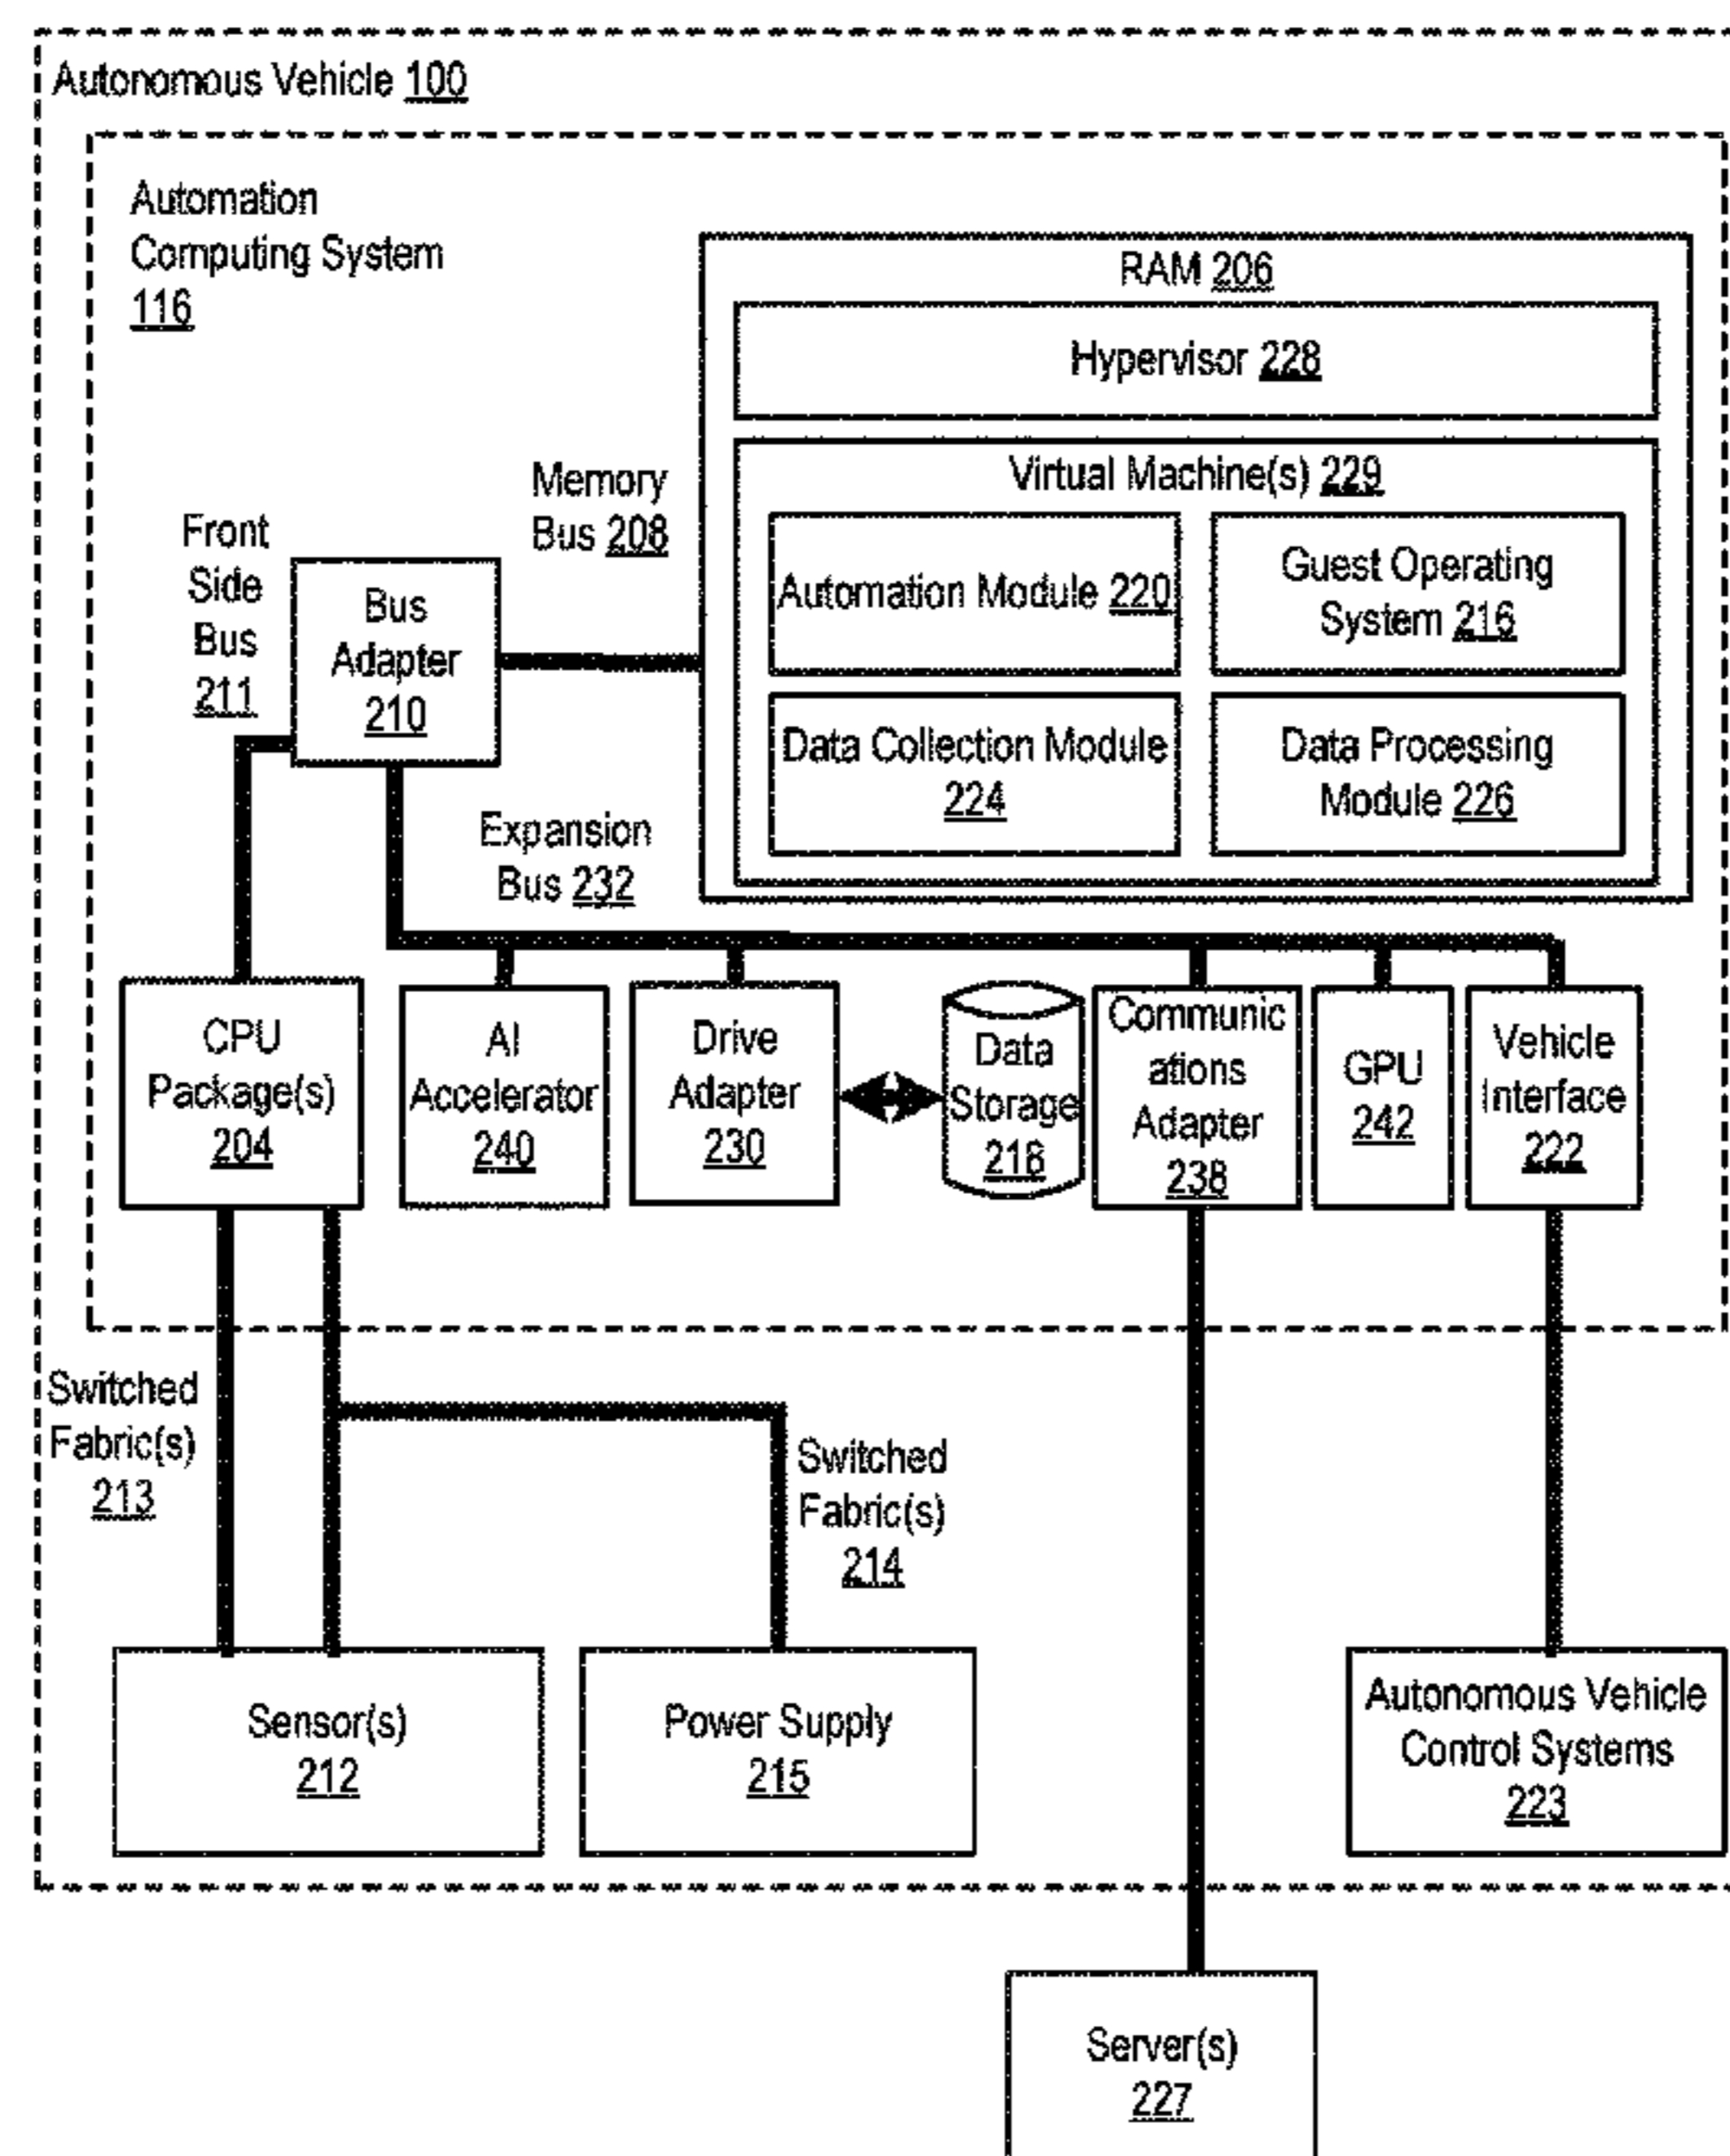 Autonomous Vehicle 100
Automation
Computing System
116
RAM 206
Hypervisor 228
Virtual Machine(s) 229
Automation Module 220
Guest Operating
System 216
Data Collection Module
224
Data Processing
Module 226
Memory
Bus 208
Front
Side
Bus
211
Bus
Adapter
210
Expansion
Bus 232
CPU
Package(s)
204
AI
Accelerator
240
Drive
Adapter
230
Data
Storage
218
Communic
ations
Adapter
238
GPU
242
Vehicle
Interface
222
Switched
Fabric(s)
213
Switched
Fabric(s)
214
Sensor(s)
212
Power Supply
215
Autonomous Vehicle
Control Systems
223
Server(s)
227